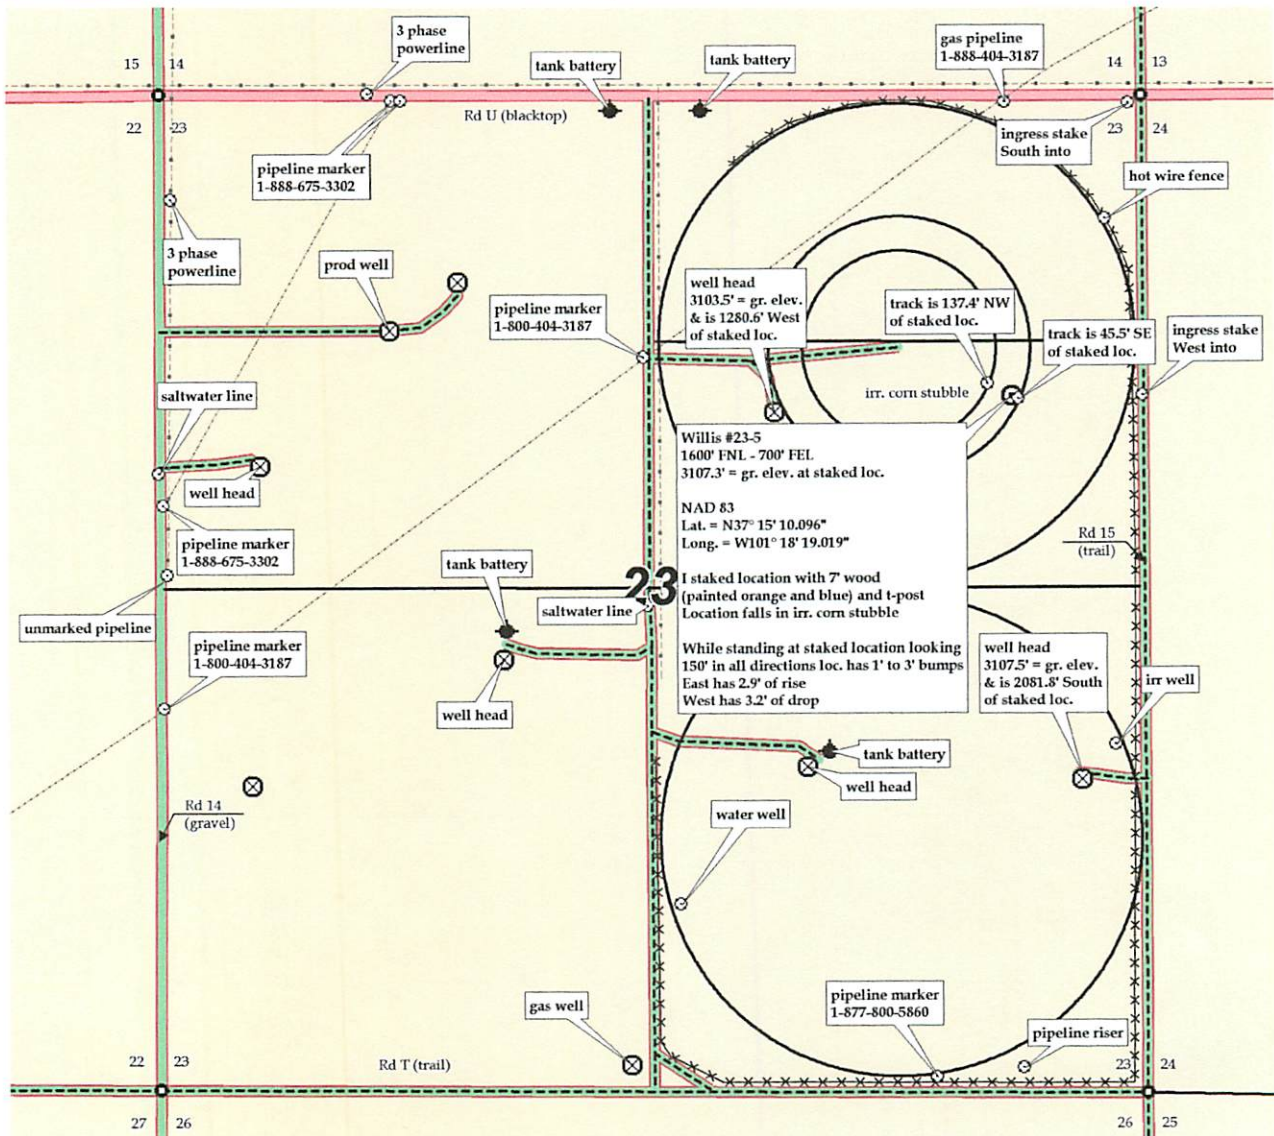 3 phase
powerline
gas pipeline
1-888-404-3187
15
14
tank battery
tank battery
14
13
22
23
Rd U (blacktop)
23
24
ingress stake
South into
pipeline marker
1-888-675-3302
hot wire fence
3 phase
powerline
prod well
well head
3103.5' = gr. elev.
& is 1280.6' West
of staked loc.
pipeline marker
1-800-404-3187
track is 137.4' NW
of staked loc.
track is 45.5' SE
of staked loc.
ingress stake
West into
saltwater line
irr. corn stubble
well head
Willis #23-5
1600' FNL - 700' FEL
3107.3' = gr. elev. at staked loc.
NAD 83
Lat. = N37° 15' 10.096"
Long. = W101° 18' 19.019"
I staked location with 7' wood
(painted orange and blue) and t-post
Location falls in irr. corn stubble
While standing at staked location looking
150' in all directions loc. has 1' to 3' bumps
East has 2.9' of rise
West has 3.2' of drop
Rd 15
(trail)
pipeline marker
1-888-675-3302
tank battery
23
saltwater line
unmarked pipeline
pipeline marker
1-800-404-3187
well head
3107.5' = gr. elev.
& is 2081.8' South
of staked loc.
irr well
well head
tank battery
well head
Rd 14
(gravel)
water well
gas well
pipeline marker
1-877-800-5860
pipeline riser
22
23
Rd T (trail)
23
24
27
26
26
25